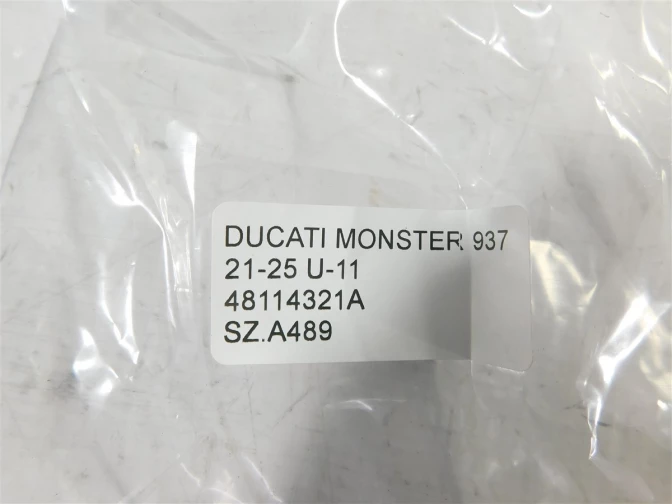 DUCATI MONSTER 937
21-25 U-11
48114321A
SZ.A489